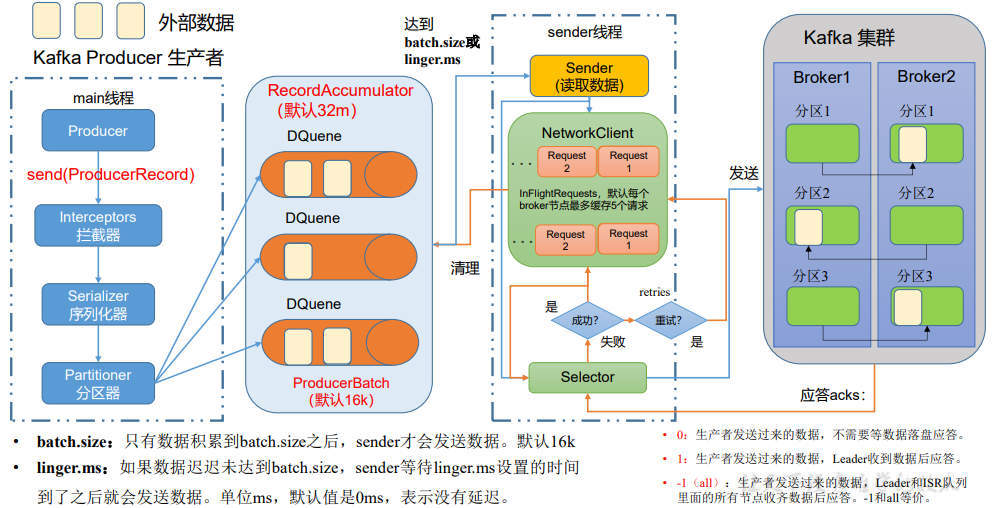 外部数据
Kafka Producer 生产者
main线程
Producer
send(ProducerRecord)
Interceptors
拦截器
Serializer
序列化器
Partitioner
分区器
RecordAccumulator
(默认32m)
DQuene
DQuene
DQuene
ProducerBatch
(默认16k)
达到
batch.size或
linger.ms
清理
sender线程
Sender
(读取数据)
NetworkClient
· · ·
Request
2
Request
1
InFlightRequests，默认每个
broker节点最多缓存5个请求
· · ·
Request
2
Request
1
是
成功？
失败
retries
重试？
是
Selector
发送
Kafka 集群
Broker1
分区1
分区2
分区3
Broker2
分区1
分区2
分区3
应答acks：
• batch.size：只有数据积累到batch.size之后，sender才会发送数据。默认16k
• linger.ms：如果数据迟迟未达到batch.size，sender等待linger.ms设置的时间
到了之后就会发送数据。单位ms，默认值是0ms，表示没有延迟。
• 0：生产者发送过来的数据，不需要等数据落盘应答。
• 1：生产者发送过来的数据，Leader收到数据后应答。
• -1（all）：生产者发送过来的数据，Leader和ISR队列
里面的所有节点收齐数据后应答。-1和all等价。